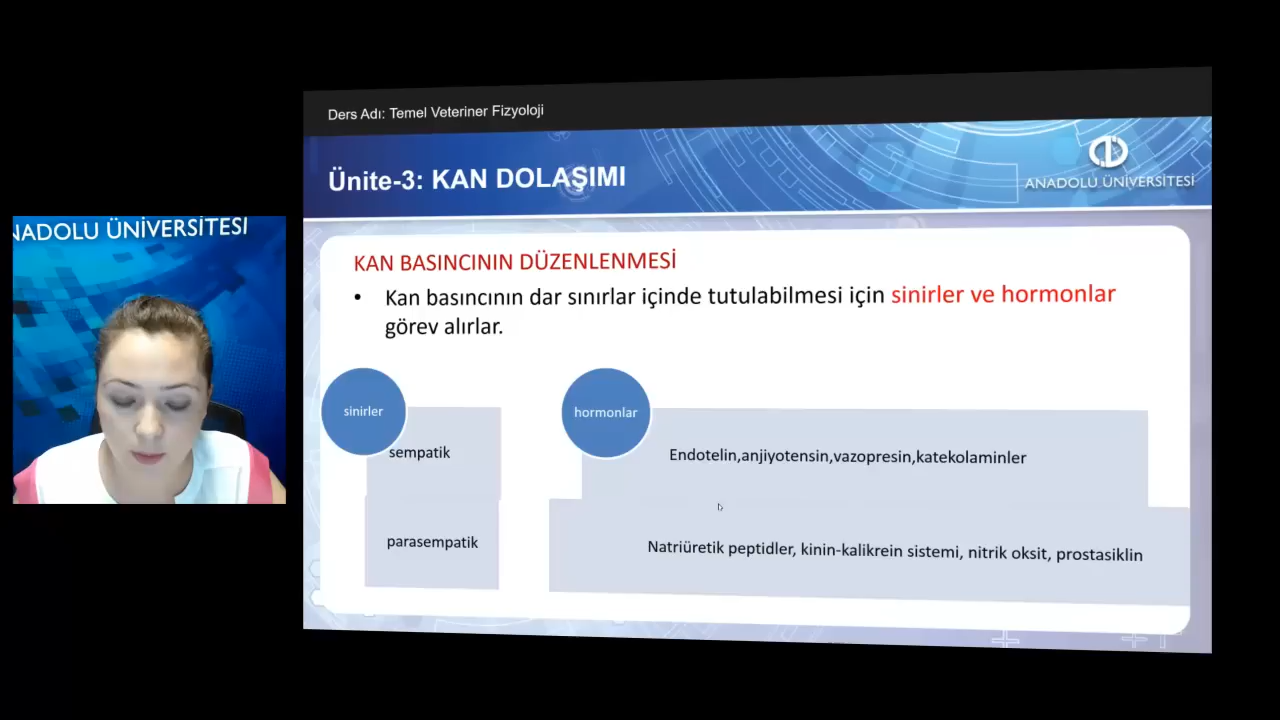 Ders Adı: Temel Veteriner Fizyoloji
Ünite-3: KAN DOLAŞIMI
ANADOLU ÜNİVERSİTESİ
NADOLU ÜNİVERSİTESİ
KAN BASINCININ DÜZENLENMESİ
• Kan basıncının dar sınırlar içinde tutulabilmesi için sinirler ve hormonlar
görev alırlar.
sinirler
sempatik
parasempatik
hormonlar
Endotelin,anjiyotensin,vazopresin,katekolaminler
Natriüretik peptidler, kinin-kalikrein sistemi, nitrik oksit, prostasiklin